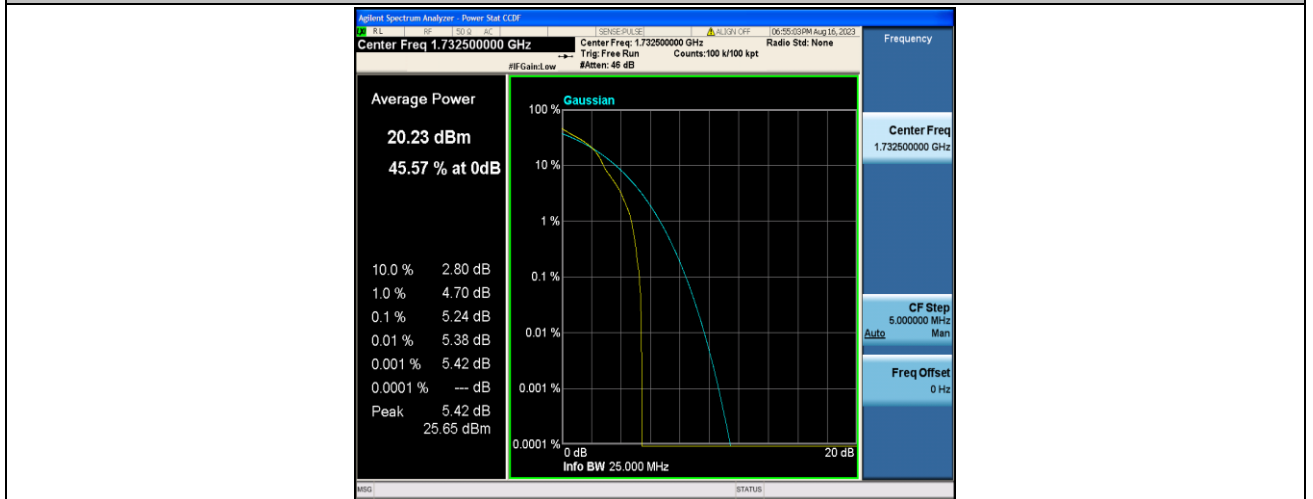 Agilent Spectrum Analyzer - Power Stat CCDF
RL RF 50 Ω AC SENSE:PULSE ALIGN OFF 06:55:03PM Aug 16, 2023
Center Freq 1.732500000 GHz
Center Freq: 1.732500000 GHz Radio Std: None
Trig: Free Run Counts:100 k/100 kpt
#IFGain:Low #Atten: 46 dB
Frequency
Average Power
20.23 dBm
45.57 % at 0dB
10.0 % 2.80 dB
1.0 % 4.70 dB
0.1 % 5.24 dB
0.01 % 5.38 dB
0.001 % 5.42 dB
0.0001 % --- dB
Peak 5.42 dB
25.65 dBm
Gaussian
100 %
10 %
1 %
0.1 %
0.01 %
0.001 %
0.0001 %
0 dB 20 dB
Info BW 25.000 MHz
Center Freq
1.732500000 GHz
CF Step
5.000000 MHz
Auto Man
Freq Offset
0 Hz
MSG STATUS